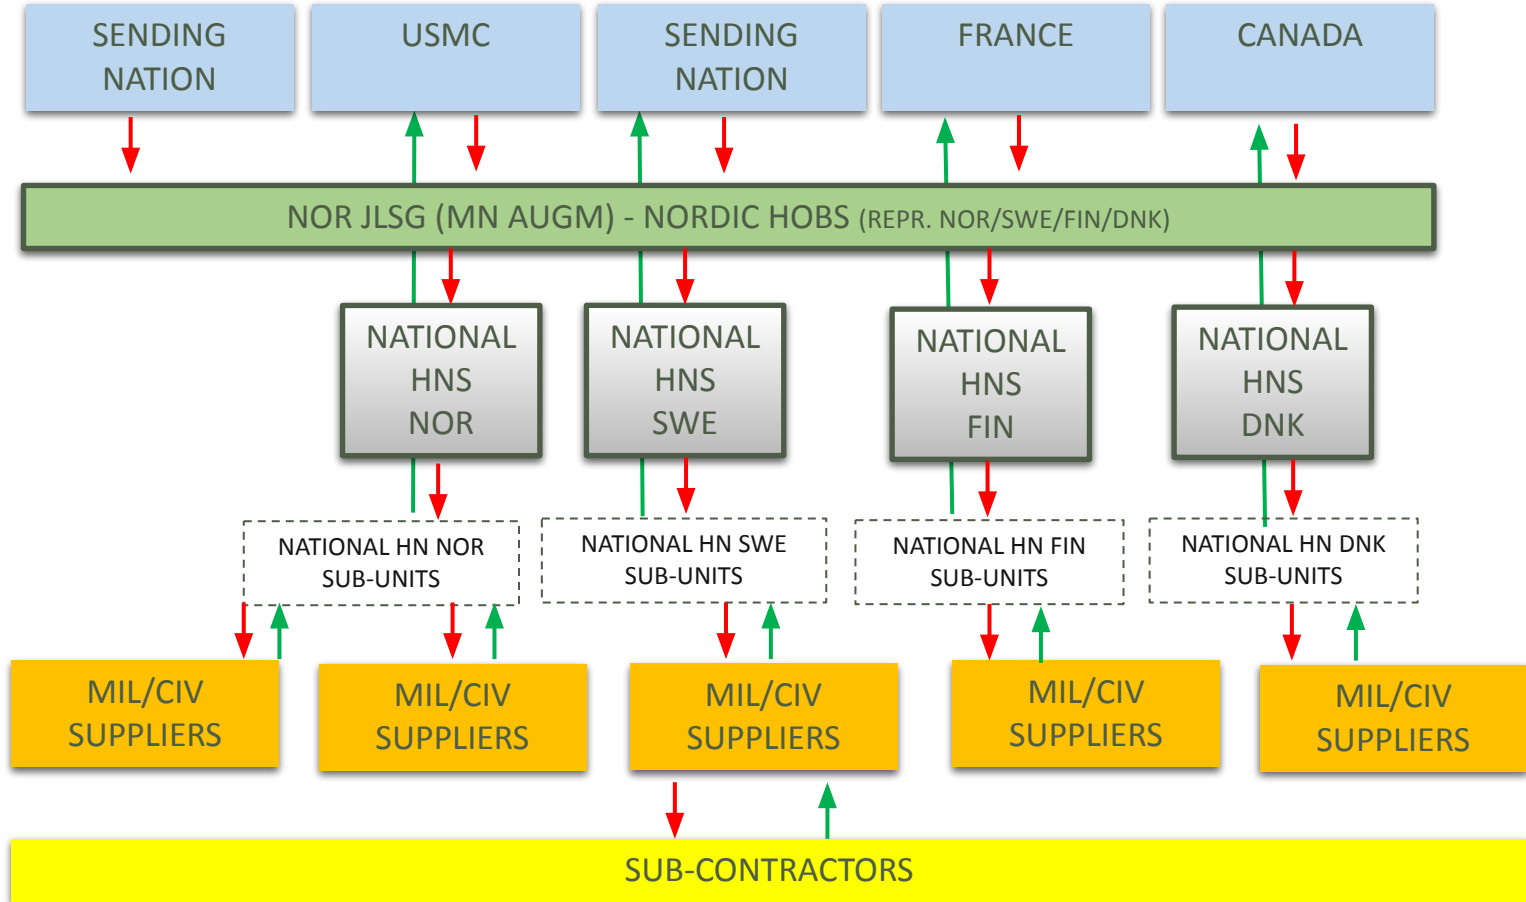 SENDING
NATION
USMC
SENDING
NATION
FRANCE
CANADA
NOR JLSG (MN AUGM) - NORDIC HOBS (REPR. NOR/SWE/FIN/DNK)
NATIONAL
HNS
NOR
NATIONAL
HNS
SWE
NATIONAL
HNS
FIN
NATIONAL
HNS
DNK
NATIONAL HN NOR
SUB-UNITS
NATIONAL HN SWE
SUB-UNITS
NATIONAL HN FIN
SUB-UNITS
NATIONAL HN DNK
SUB-UNITS
MIL/CIV
SUPPLIERS
MIL/CIV
SUPPLIERS
MIL/CIV
SUPPLIERS
MIL/CIV
SUPPLIERS
MIL/CIV
SUPPLIERS
SUB-CONTRACTORS